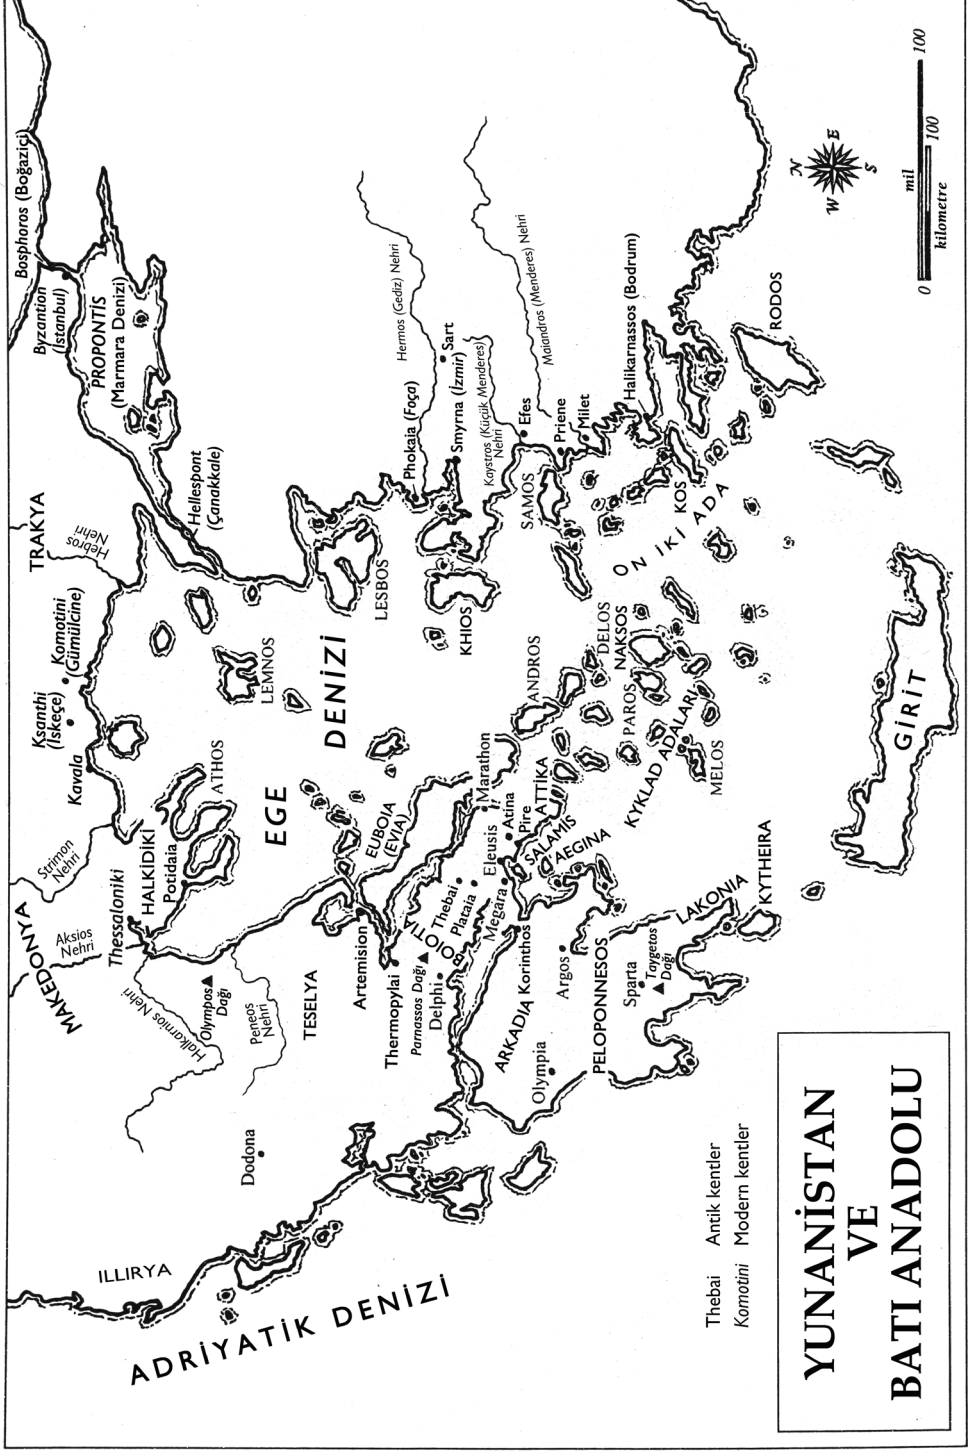 Bosphoros (Boğaziçi)
Byzantion
(İstanbul)
PROPONTİS
(Marmara Denizi)
TRAKYA
Hebros
Nehri
Hellespont
(Çanakkale)
Komotini
(Gümülcine)
Ksanthi
(İskeçe)
Kavala
Strimon
Nehri
MAKEDONYA
Aksios
Nehri
Thessaloniki
HALKİDİKİ
Potidaia
ATHOS
Haliakmios Nehri
Olympos
Dağı
Peneos
Nehri
TESELYA
Dodona
ILLIRYA
ADRİYATİK DENİZİ
EGE
DENİZİ
LEMNOS
LESBOS
KHIOS
SAMOS
Hermos (Gediz) Nehri
Sart
Phokaia (Foça)
Smyrna (İzmir)
Kaystros (Küçük Menderes)
Nehri
Maiandros (Menderes) Nehri
Efes
Priene
Milet
Halikarnassos (Bodrum)
KOS
ON İKİ ADA
RODOS
ANDROS
DELOS
NAKSOS
PAROS
KYKLAD ADALARI
MELOS
EUBOIA
(EVIA)
Artemision
Thermopylai
Parnassos Dağı
Delphi
BOIOTIA
Thebai
Plataia
Marathon
Eleusis
Atina
Pire
ATTIKA
Megara
SALAMİS
AEGINA
Korinthos
ARKADIA
Argos
Olympia
PELOPONNESOS
Sparta
Taygetos
Dağı
LAKONIA
KYTHEIRA
GİRİT
N
W
E
S
mil
100
0
100
kilometre
Thebai Antik kentler
Komotini Modern kentler
YUNANİSTAN
VE
BATI ANADOLU